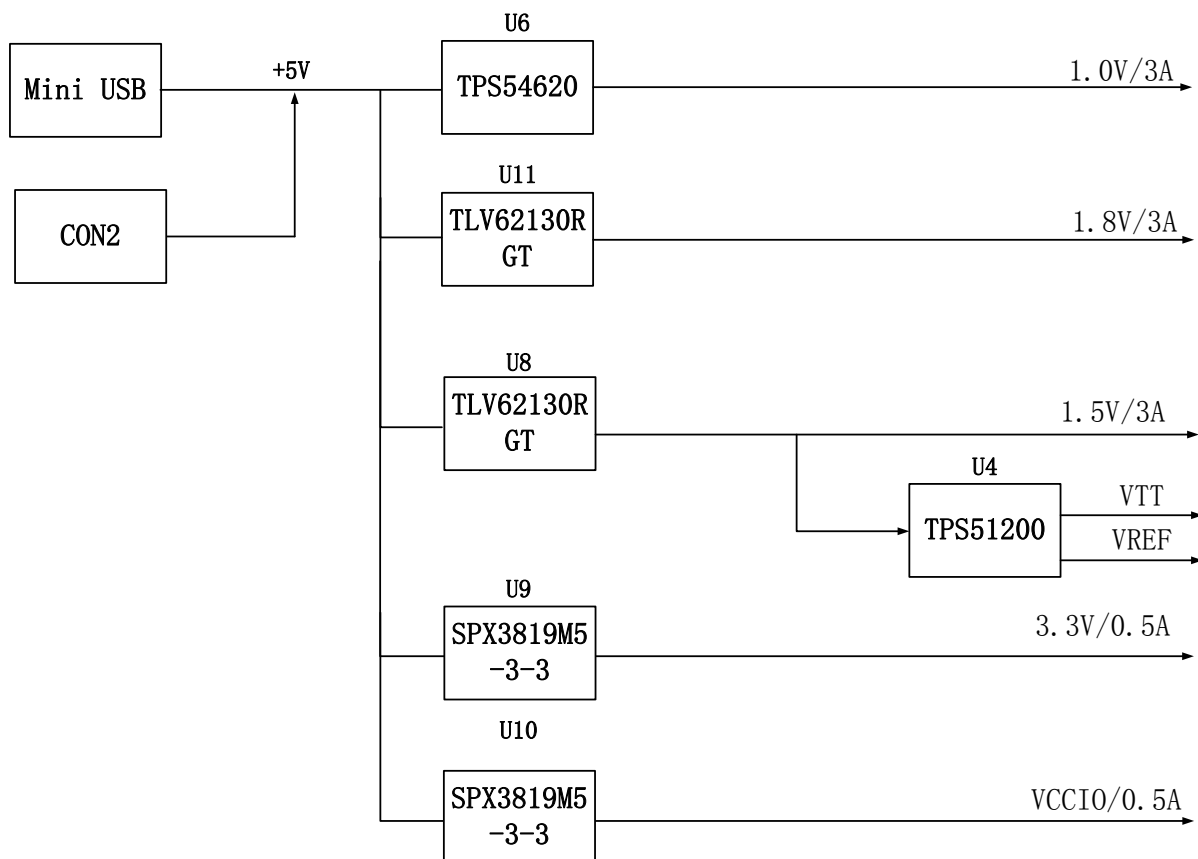 U6
Mini USB
+5V
TPS54620
1.0V/3A
U11
CON2
TLV62130R
GT
1.8V/3A
U8
TLV62130R
GT
1.5V/3A
U4
TPS51200
VTT
VREF
U9
SPX3819M5
-3-3
3.3V/0.5A
U10
SPX3819M5
-3-3
VCCIO/0.5A